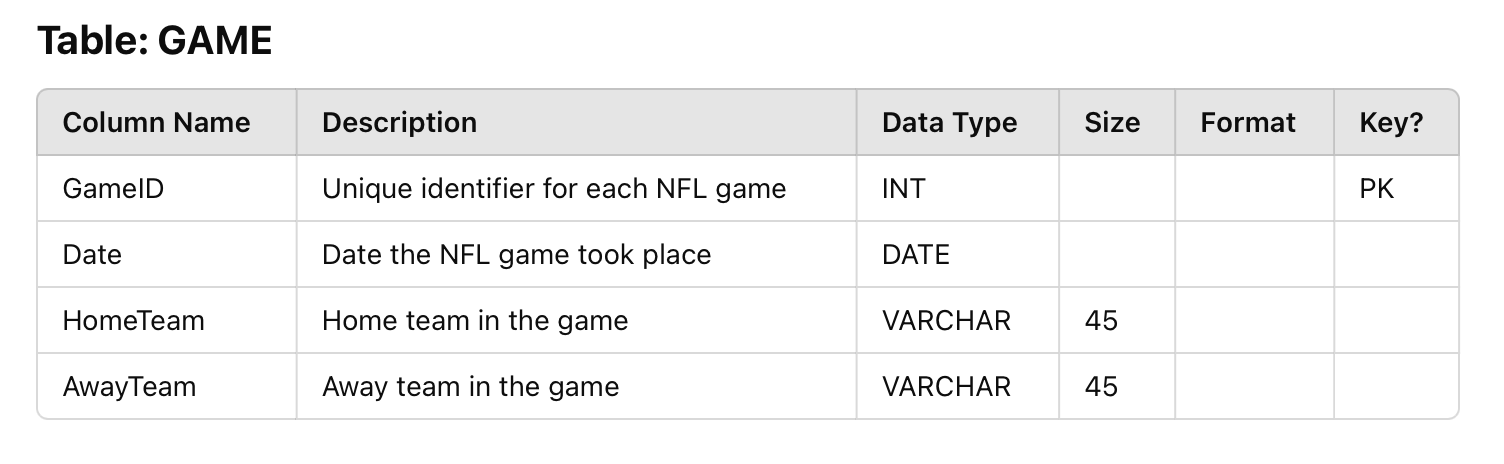 Table: GAME
Column Name Description Data Type Size Format Key?
GameID Unique identifier for each NFL game INT PK
Date Date the NFL game took place DATE
HomeTeam Home team in the game VARCHAR 45
AwayTeam Away team in the game VARCHAR 45